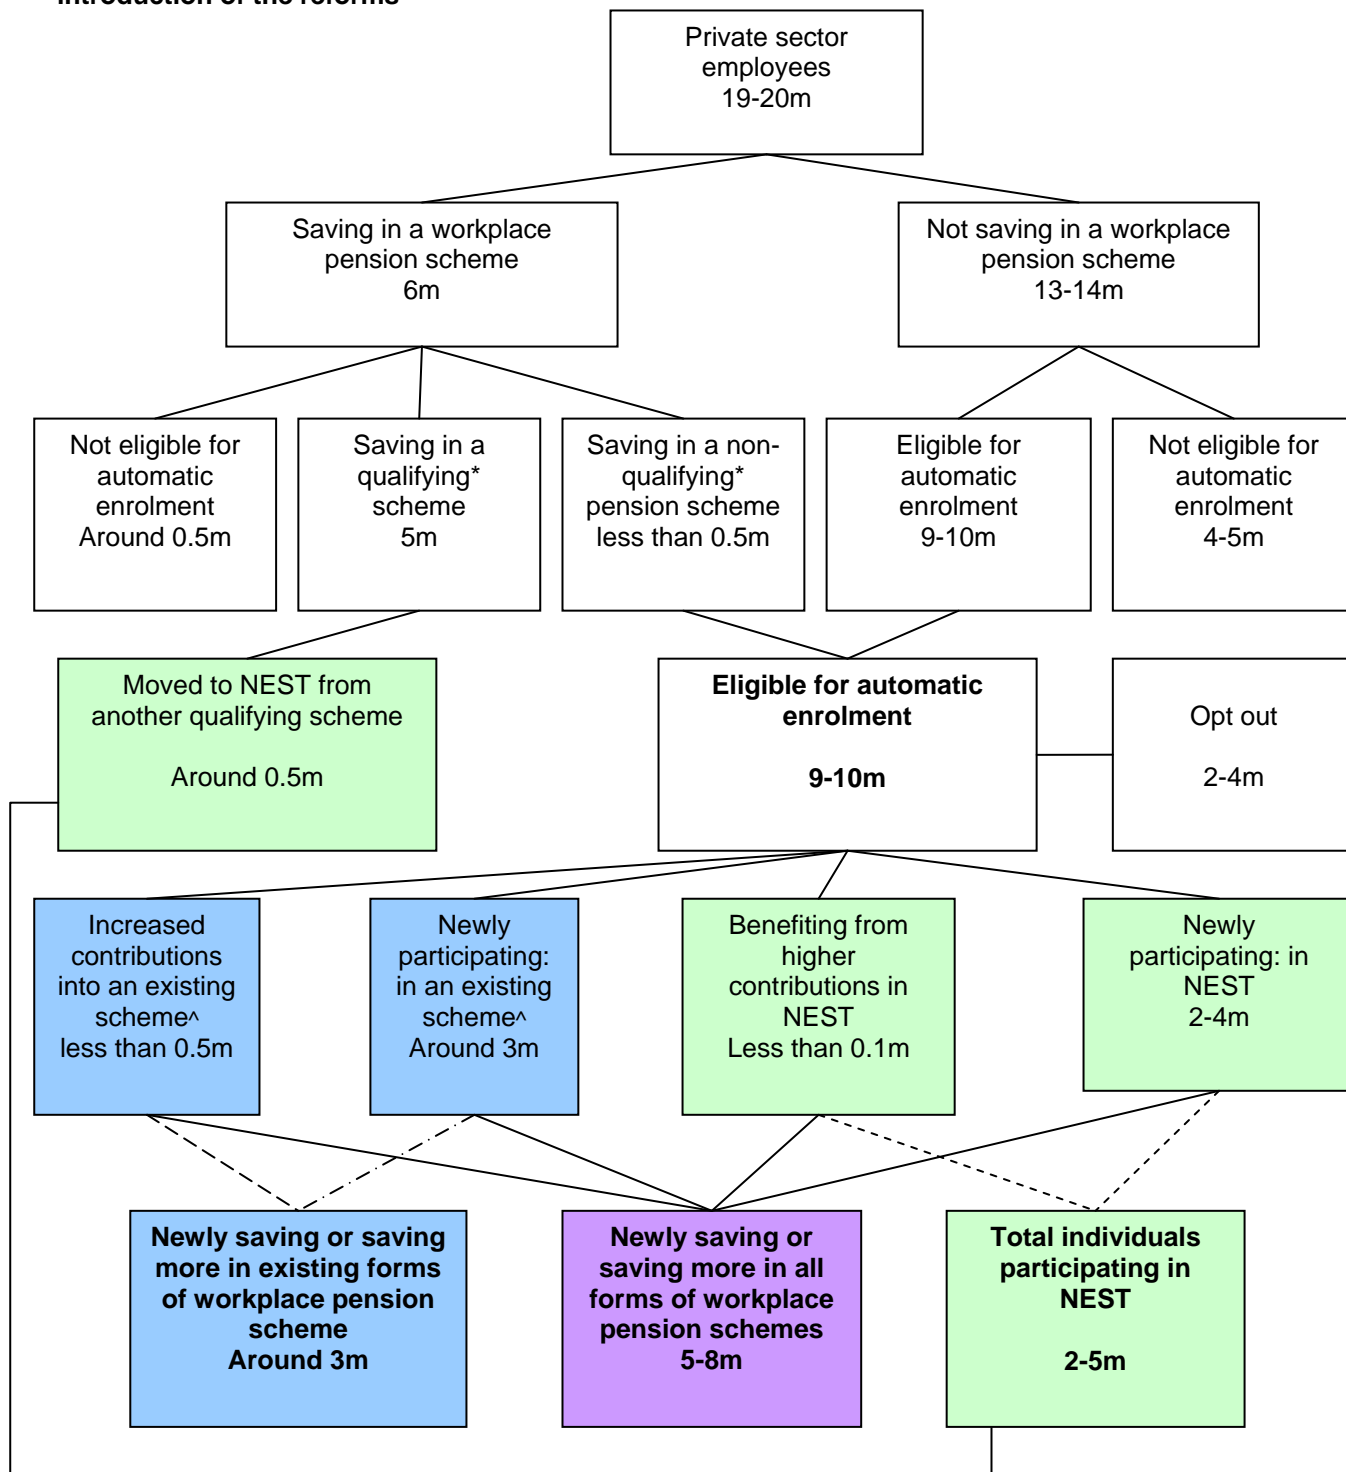 introduction of the reforms
Private sector
employees
19-20m
Saving in a workplace
pension scheme
6m
Not saving in a workplace
pension scheme
13-14m
Not eligible for
automatic
enrolment
Around 0.5m
Saving in a
qualifying*
scheme
5m
Saving in a non-
qualifying*
pension scheme
less than 0.5m
Eligible for
automatic
enrolment
9-10m
Not eligible for
automatic
enrolment
4-5m
Moved to NEST from
another qualifying scheme
Around 0.5m
Eligible for automatic
enrolment
9-10m
Opt out
2-4m
Increased
contributions
into an existing
scheme^
less than 0.5m
Newly
participating:
in an existing
scheme^
Around 3m
Benefiting from
higher
contributions in
NEST
Less than 0.1m
Newly
participating: in
NEST
2-4m
Newly saving or saving
more in existing forms
of workplace pension
scheme
Around 3m
Newly saving or
saving more in all
forms of workplace
pension schemes
5-8m
Total individuals
participating in
NEST
2-5m